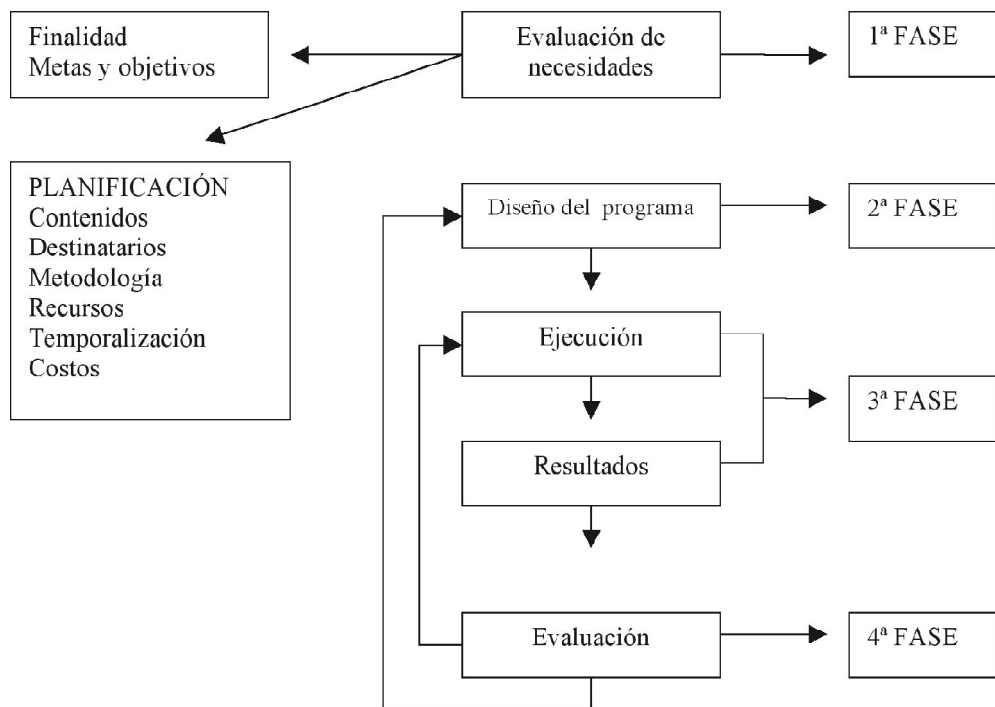 Finalidad
Metas y objetivos
Evaluación de
necesidades
1ª FASE
PLANIFICACIÓN
Contenidos
Destinatarios
Metodología
Recursos
Temporalización
Costos
Diseño del programa
2ª FASE
Ejecución
3ª FASE
Resultados
Evaluación
4ª FASE